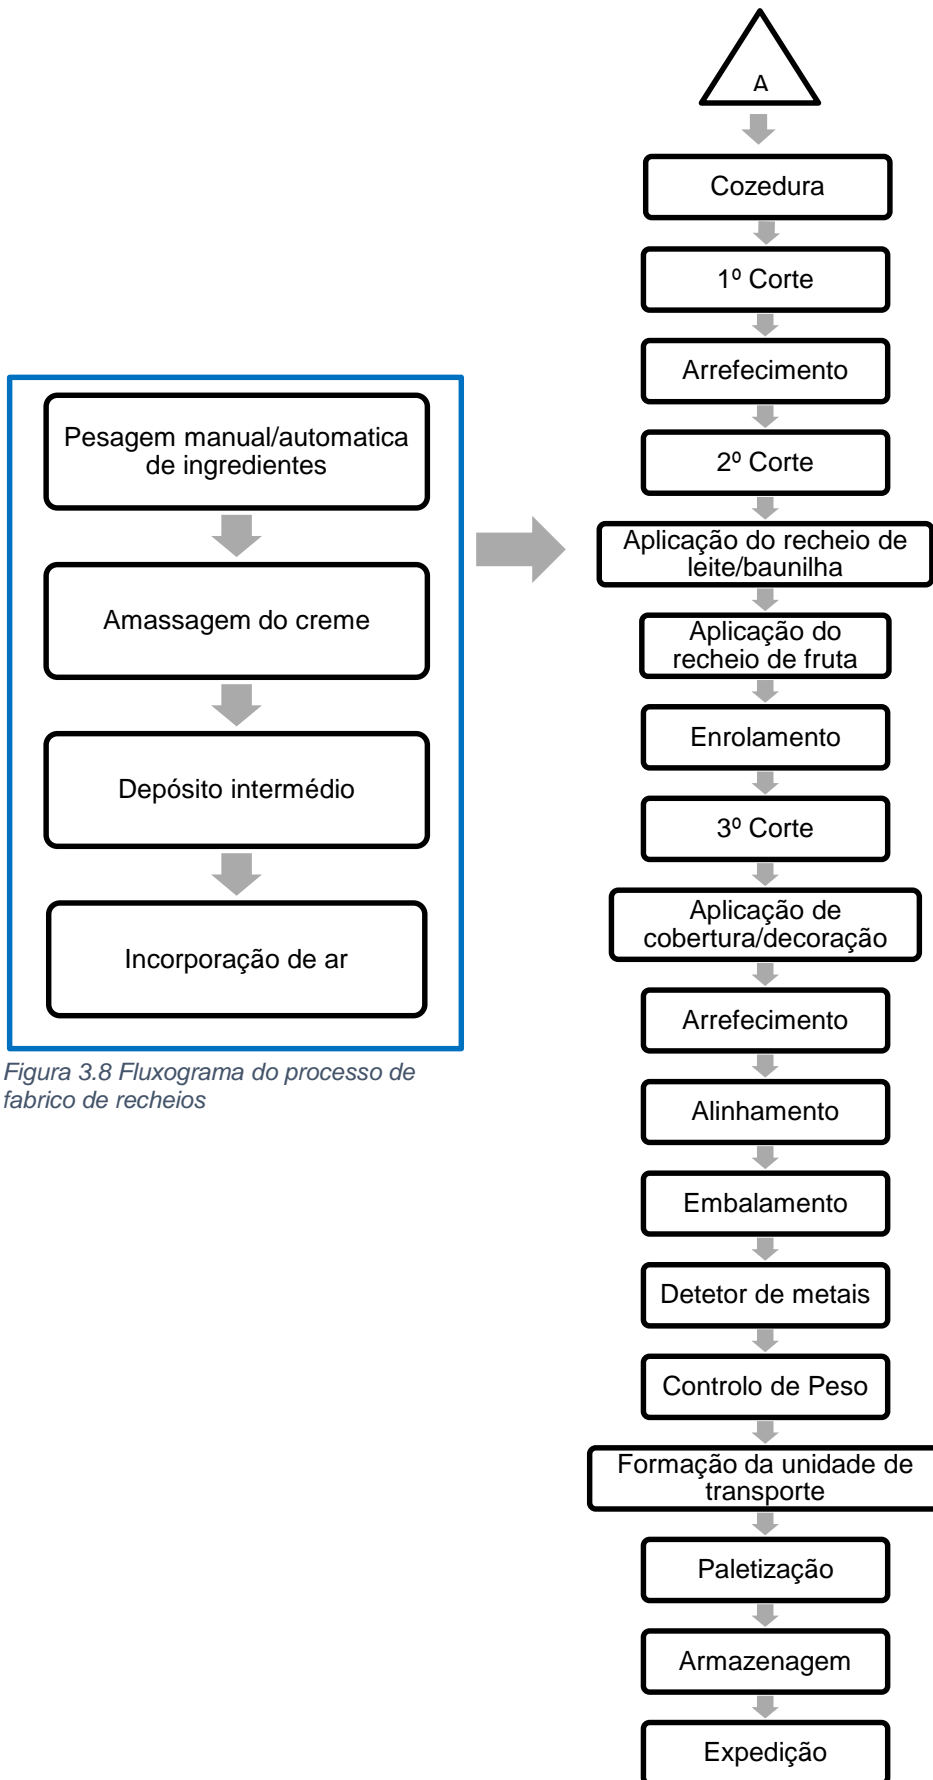 A
Cozedura
1º Corte
Arrefecimento
2º Corte
Aplicação do recheio de
leite/baunilha
Aplicação do
recheio de fruta
Enrolamento
3º Corte
Aplicação de
cobertura/decoração
Arrefecimento
Alinhamento
Embalamento
Detetor de metais
Controlo de Peso
Formação da unidade de
transporte
Paletização
Armazenagem
Expedição
Pesagem manual/automatica
de ingredientes
Amassagem do creme
Depósito intermédio
Incorporação de ar
Figura 3.8 Fluxograma do processo de
fabrico de recheios